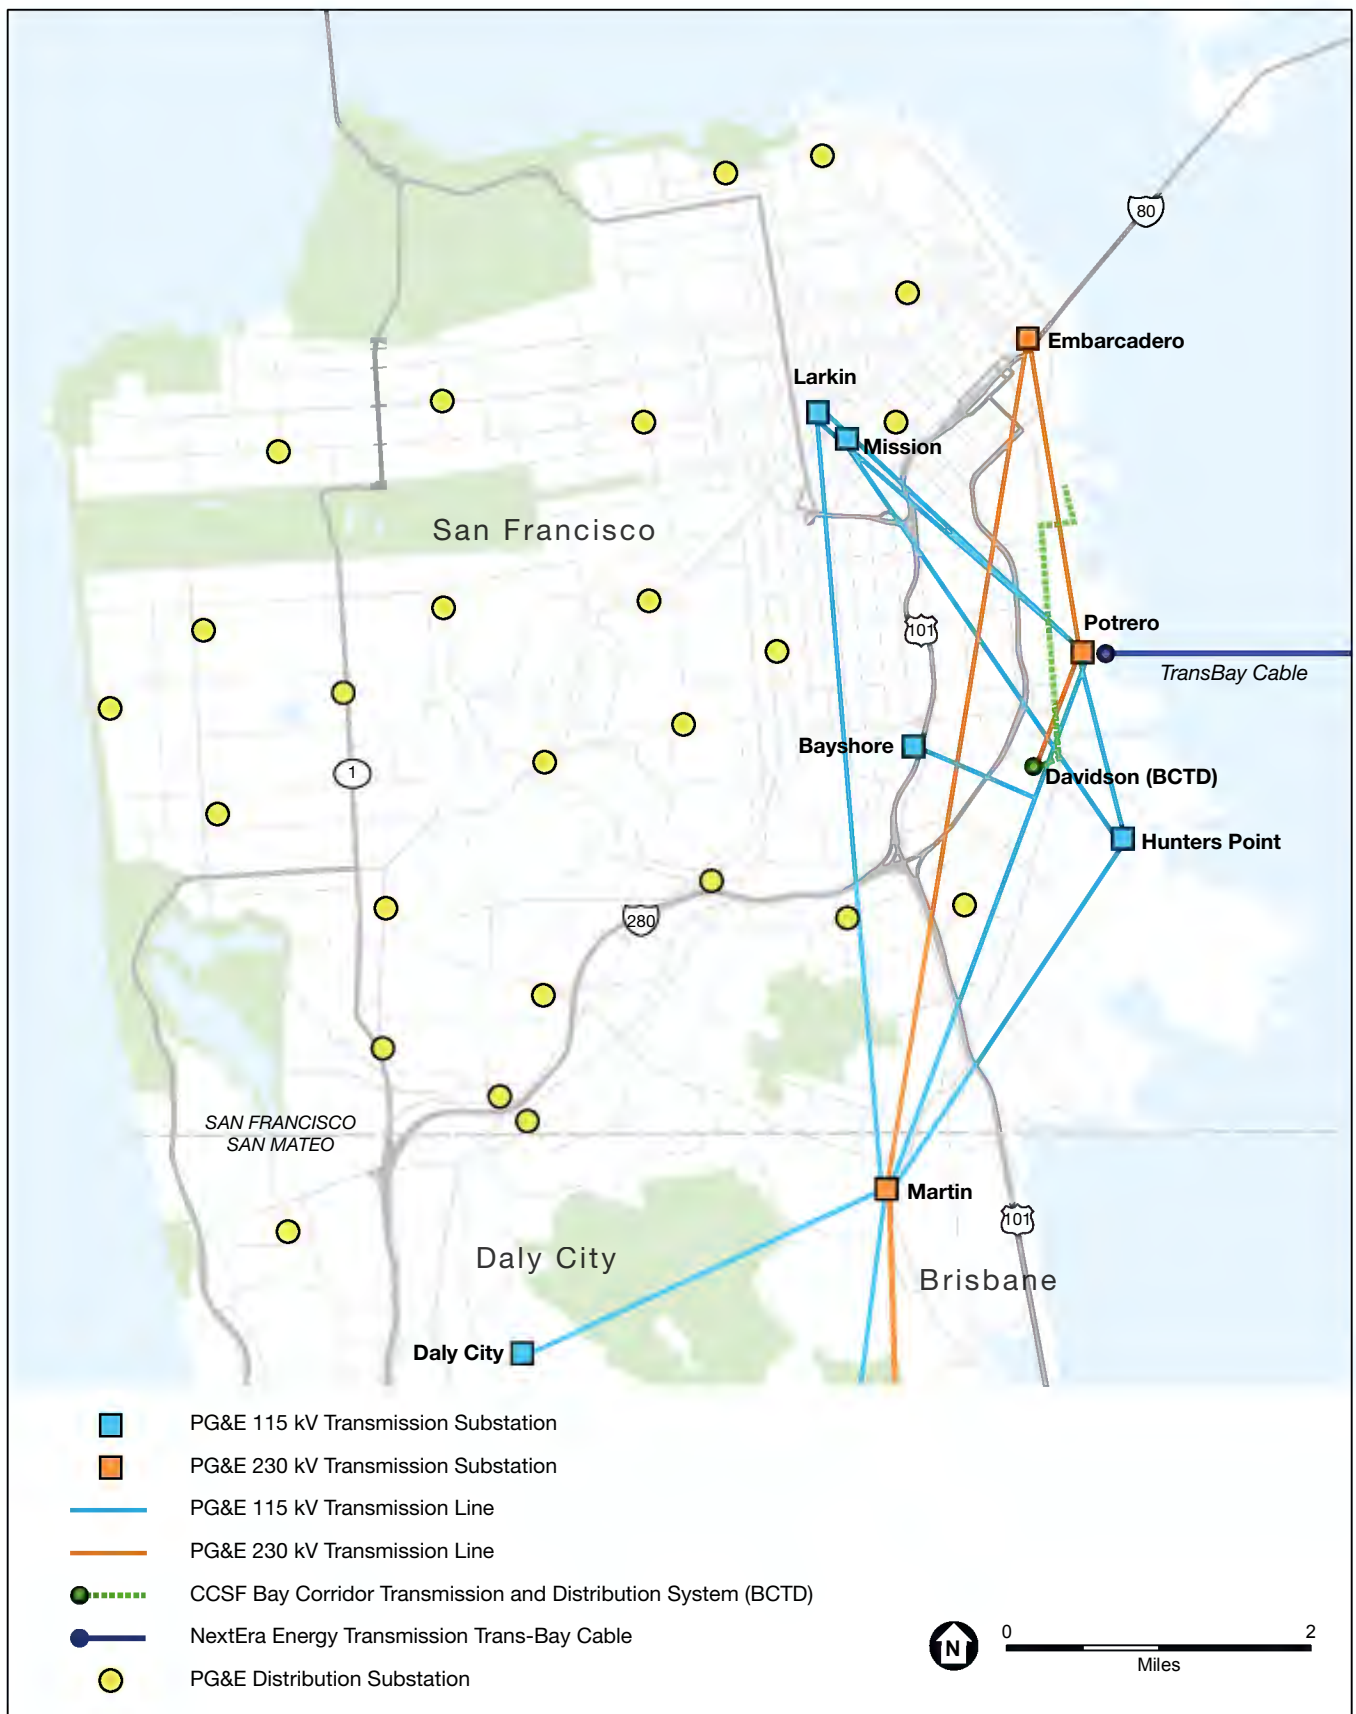 80
Embarcadero
Larkin
Mission
San Francisco
Potrero
101
TransBay Cable
Bayshore
1
Davidson (BCTD)
Hunters Point
280
SAN FRANCISCO
SAN MATEO
Martin
101
Daly City
Brisbane
Daly City
PG&E 115 kV Transmission Substation
PG&E 230 kV Transmission Substation
PG&E 115 kV Transmission Line
PG&E 230 kV Transmission Line
CCSF Bay Corridor Transmission and Distribution System (BCTD)
NextEra Energy Transmission Trans-Bay Cable
PG&E Distribution Substation
N
0 2
Miles